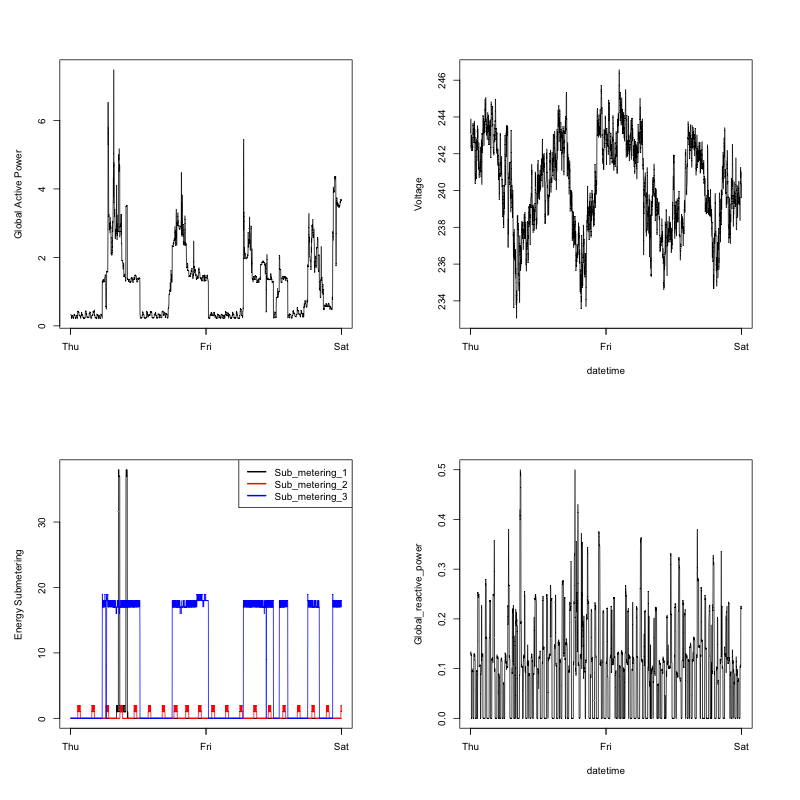 Global Active Power
0
2
4
6
Thu
Fri
Sat
Voltage
234
236
238
240
242
244
246
Thu
Fri
Sat
datetime
Energy Submetering
0
10
20
30
Sub_metering_1
Sub_metering_2
Sub_metering_3
Thu
Fri
Sat
Global_reactive_power
0.0
0.1
0.2
0.3
0.4
0.5
Thu
Fri
Sat
datetime